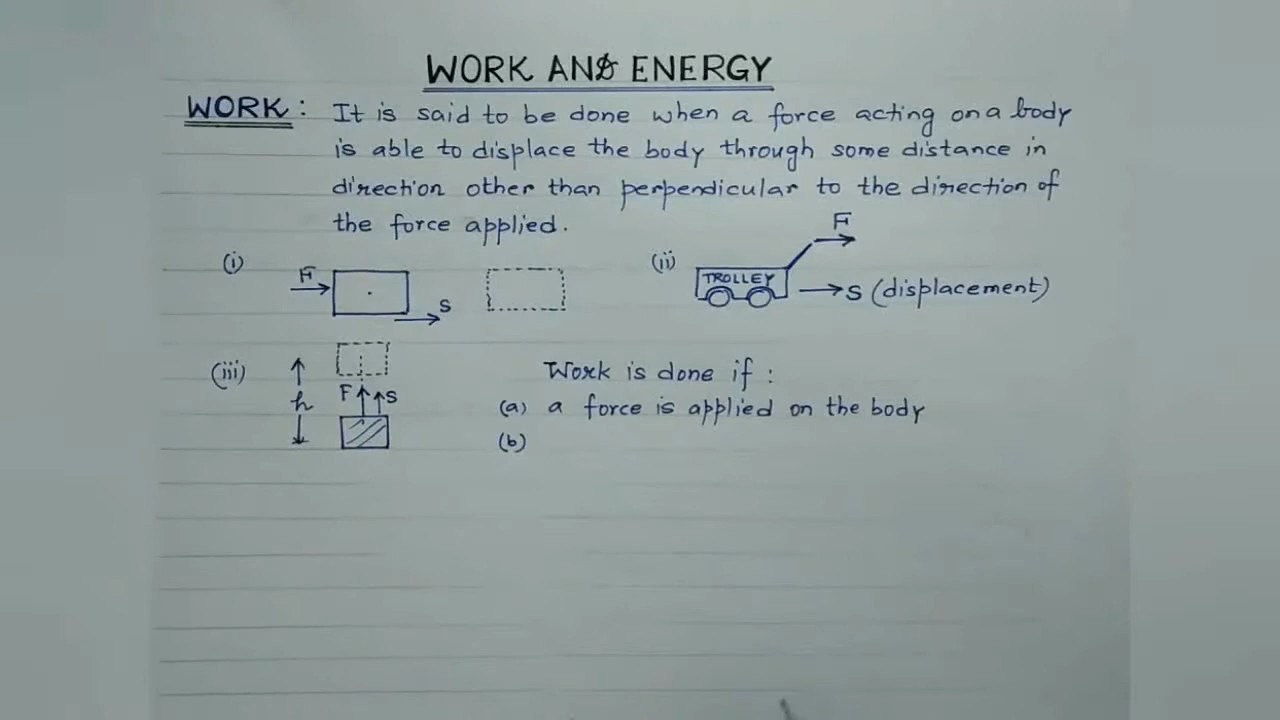 WORK AND ENERGY
WORK : It is said to be done when a force acting on a body
is able to displace the body through some distance in
direction other than perpendicular to the direction of
the force applied.
(i) F S
(ii) F
TROLLEY S (displacement)
(iii) h F S
Work is done if :
(a) a force is applied on the body
(b)